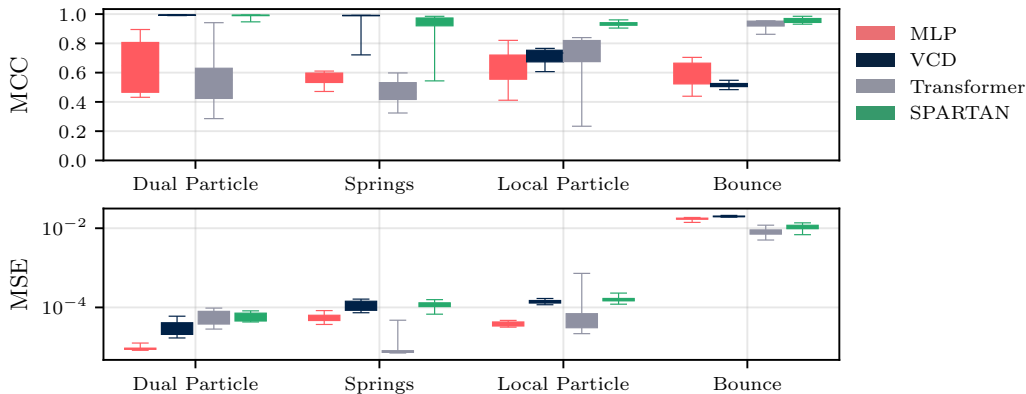 1.0
0.8
0.6
0.4
0.2
0.0
MCC
Dual Particle Springs Local Particle Bounce
MLP
VCD
Transformer
SPARTAN
10⁻²
10⁻⁴
MSE
Dual Particle Springs Local Particle Bounce